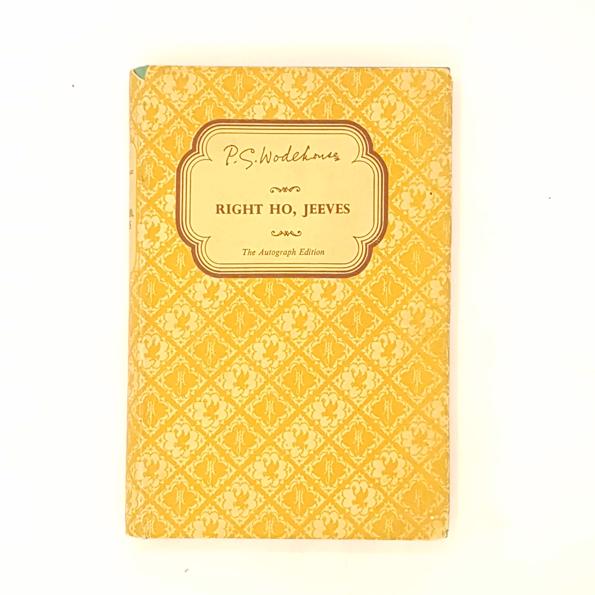 P. G. Wodehouse
RIGHT HO, JEEVES
The Autograph Edition